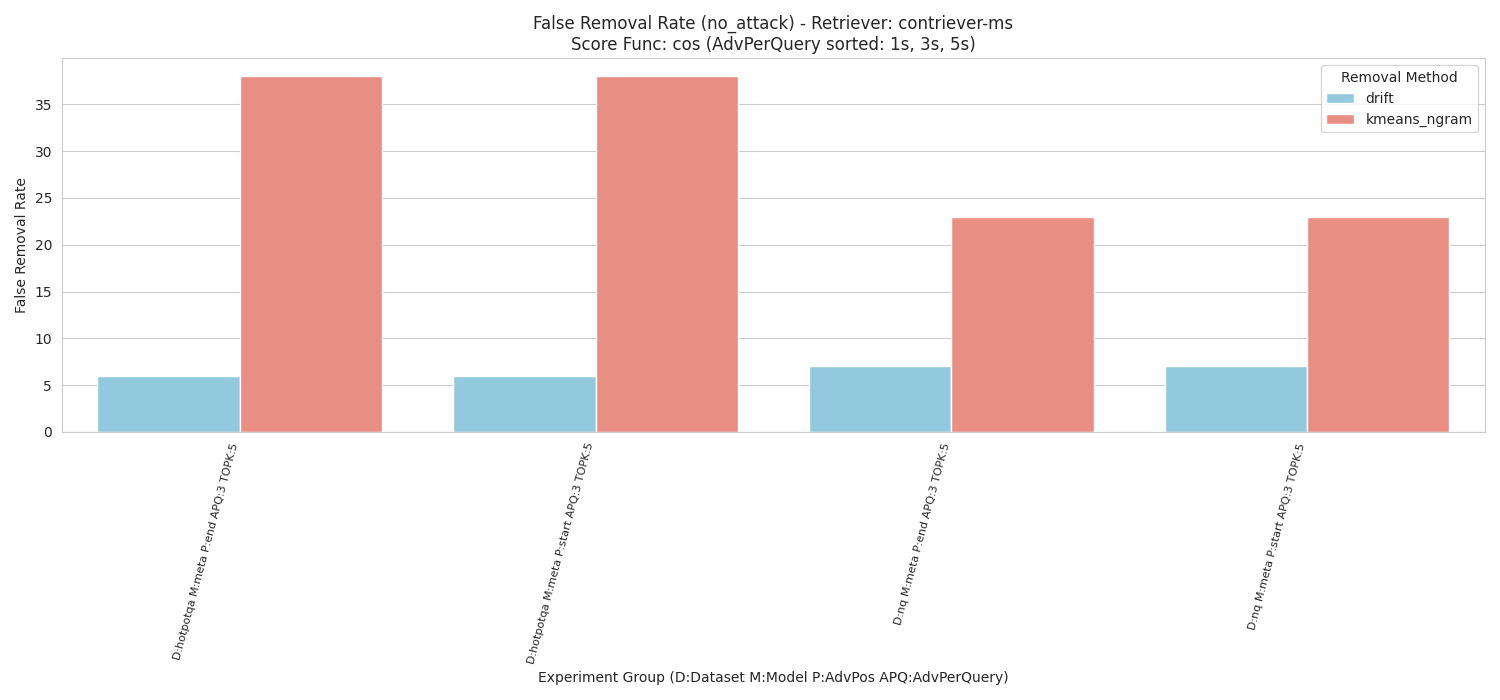 False Removal Rate (no_attack) - Retriever: contriever-ms
Score Func: cos (AdvPerQuery sorted: 1s, 3s, 5s)
Removal Method
drift
kmeans_ngram
False Removal Rate
35
30
25
20
15
10
5
0
D:hotpotqa M:meta P:end APQ:3 TOPK:5
D:hotpotqa M:meta P:start APQ:3 TOPK:5
D:nq M:meta P:end APQ:3 TOPK:5
D:nq M:meta P:start APQ:3 TOPK:5
Experiment Group (D:Dataset M:Model P:AdvPos APQ:AdvPerQuery)